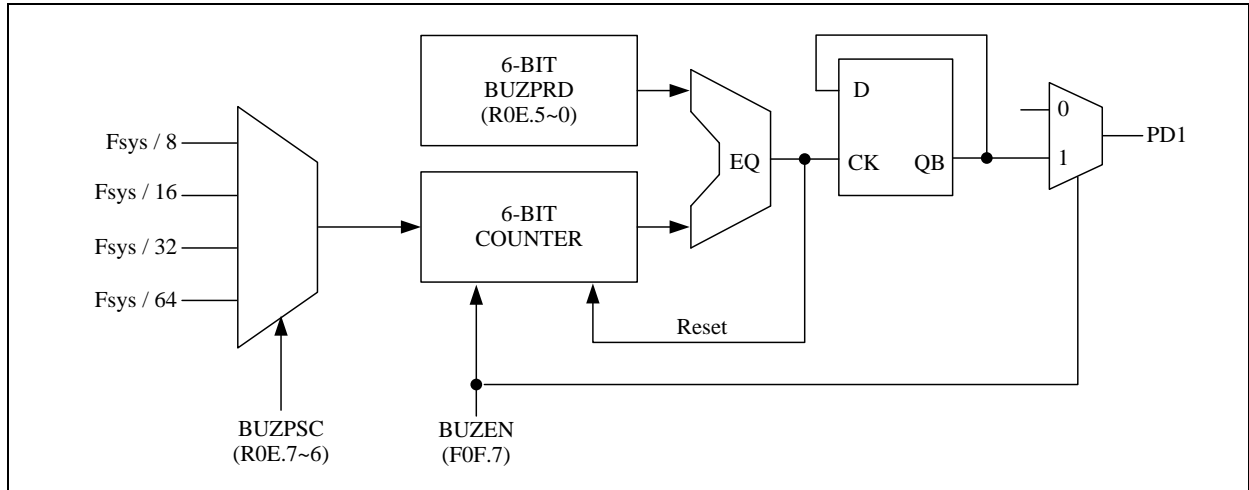 6-BIT
BUZPRD
(R0E.5~0)
Fsys / 8
Fsys / 16
Fsys / 32
Fsys / 64
6-BIT
COUNTER
EQ
D
CK
QB
0
1
PD1
Reset
BUZPSC
(R0E.7~6)
BUZEN
(F0F.7)